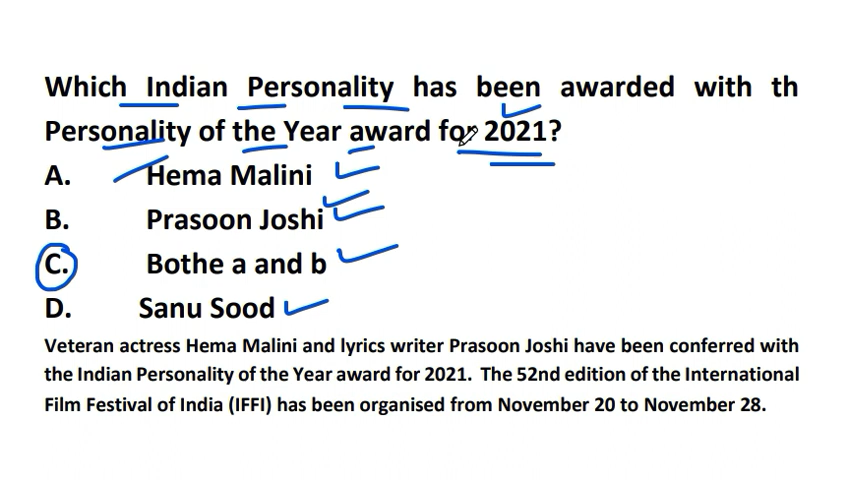 Which Indian Personality has been awarded with th
Personality of the Year award for 2021?
A. Hema Malini
B. Prasoon Joshi
C. Bothe a and b
D. Sanu Sood
Veteran actress Hema Malini and lyrics writer Prasoon Joshi have been conferred with
the Indian Personality of the Year award for 2021. The 52nd edition of the International
Film Festival of India (IFFI) has been organised from November 20 to November 28.